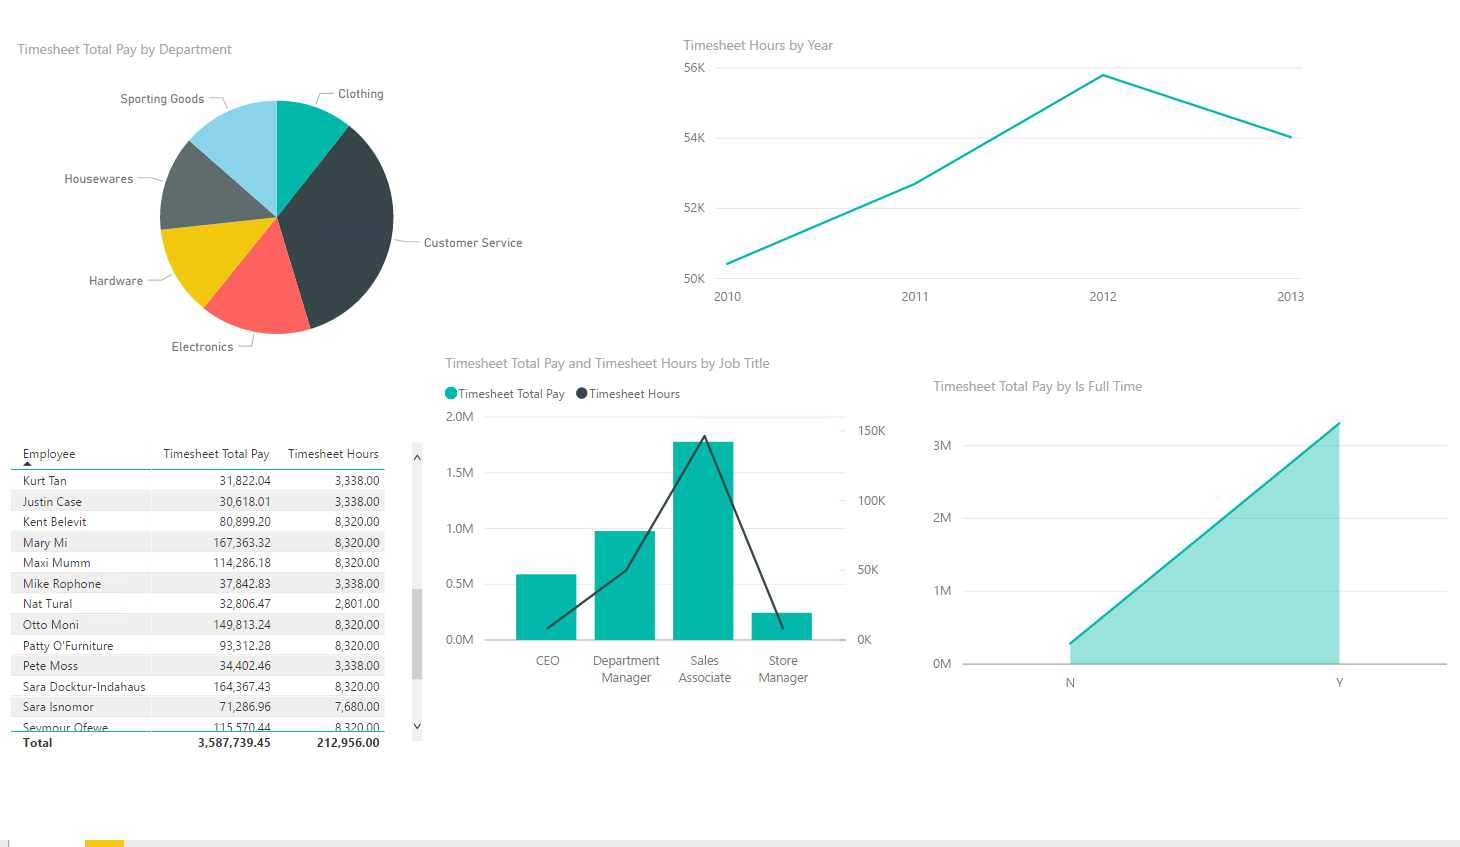 Timesheet Total Pay by Department
Sporting Goods
Clothing
Housewares
Customer Service
Hardware
Electronics
Timesheet Hours by Year
56K
54K
52K
50K
2010 2011 2012 2013
Employee Timesheet Total Pay Timesheet Hours
Kurt Tan 31,822.04 3,338.00
Justin Case 30,618.01 3,338.00
Kent Belevit 80,899.20 8,320.00
Mary Mi 167,363.32 8,320.00
Maxi Mumm 114,286.18 8,320.00
Mike Rophone 37,842.83 3,338.00
Nat Tural 32,806.47 2,801.00
Otto Moni 149,813.24 8,320.00
Patty O'Furniture 93,312.28 8,320.00
Pete Moss 34,402.46 3,338.00
Sara Docktur-Indahaus 164,367.43 8,320.00
Sara Isnomor 71,286.96 7,680.00
Seymour Ofewe 115,570.44 8,320.00
Total 3,587,739.45 212,956.00
Timesheet Total Pay and Timesheet Hours by Job Title
Timesheet Total Pay Timesheet Hours
2.0M
1.5M
1.0M
0.5M
0.0M
150K
100K
50K
0K
CEO
Department
Manager
Sales
Associate
Store
Manager
Timesheet Total Pay by Is Full Time
3M
2M
1M
0M
N Y